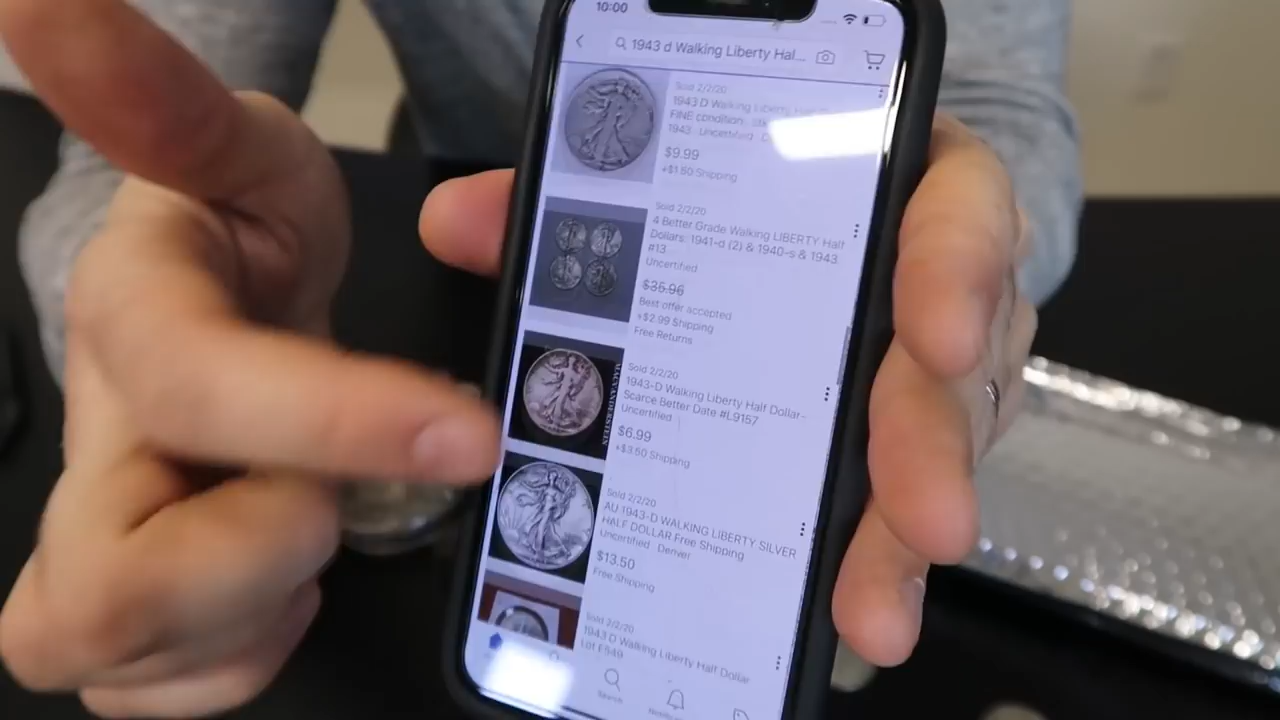 10:00
1943 d Walking Liberty Hal...
Sold 2/2/20
1943 D Walking Liberty Half
FINE condition.
1943 · Uncertified ·
$9.99
+$1.50 Shipping
Sold 2/2/20
4 Better Grade Walking LIBERTY Half
Dollars: 1941-d (2) & 1940-s & 1943
#13
Uncertified
$35.96
Best offer accepted
+$2.99 Shipping
Free Returns
Sold 2/2/20
1943-D Walking Liberty Half Dollar-
Scarce Better Date #L9157
Uncertified
$6.99
+$3.50 Shipping
Sold 2/2/20
AU 1943-D WALKING LIBERTY SILVER
HALF DOLLAR Free Shipping
Uncertified · Denver
$13.50
Free Shipping
Sold 2/2/20
1943 D Walking Liberty Half Dollar
Lot F549
Search